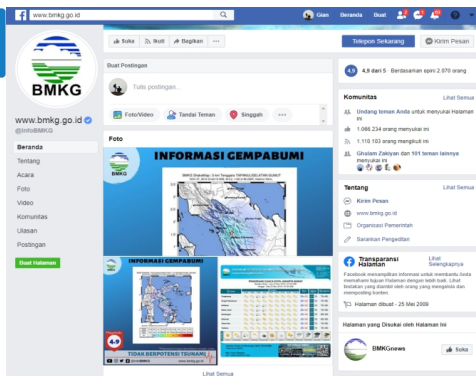 www.bmkg.go.id
Gian
Beranda
Buat
Suka
Ikuti
Bagikan
Telepon Sekarang
Kirim Pesan
BMKG
www.bmkg.go.id
@InfoBMKG
Beranda
Tentang
Acara
Foto
Video
Komunitas
Ulasan
Postingan
Buat Halaman
Buat Postingan
Tulis postingan...
Foto/Video
Tandai Teman
Singgah
Foto
INFORMASI GEMPABUMI
BMKG
INFORMASI GEMPABUMI
4.9
TIDAK BERPOTENSI TSUNAMI
Lihat Semua
4,9
4,9 dari 5 · Berdasarkan opini 2.870 orang
Komunitas
Lihat Semua
Undang teman Anda untuk menyukai Halaman ini
1.086.234 orang menyukai ini
1.110.103 orang mengikuti ini
Ghulam Zakiyan dan 101 teman lainnya menyukai ini
Tentang
Lihat Semua
Kirim Pesan
www.bmkg.go.id
Organisasi Pemerintah
Sarankan Pengeditan
Transparansi Halaman
Lihat Selengkapnya
Facebook menampilkan informasi untuk membantu Anda
memahami tujuan Halaman dengan lebih baik. Lihat
tindakan yang diambil oleh orang yang mengelola dan
memposting konten.
Halaman dibuat - 25 Mei 2009
Halaman yang Disukai oleh Halaman Ini
BMKGnews
Suka